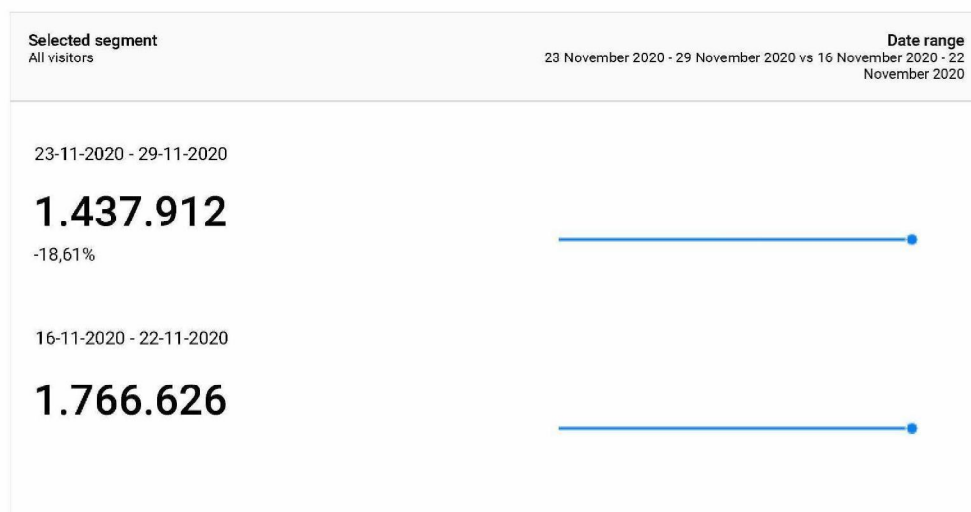 Selected segment
All visitors
Date range
23 November 2020 - 29 November 2020 vs 16 November 2020 - 22
November 2020
23-11-2020 - 29-11-2020
1.437.912
-18,61%
16-11-2020 - 22-11-2020
1.766.626